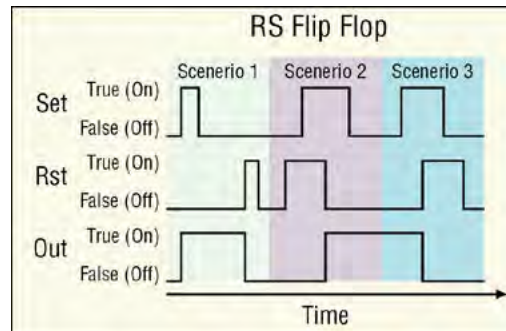 RS Flip Flop
Scenerio 1 Scenerio 2 Scenerio 3
Set
True (On)
False (Off)
Rst
True (On)
False (Off)
Out
True (On)
False (Off)
Time